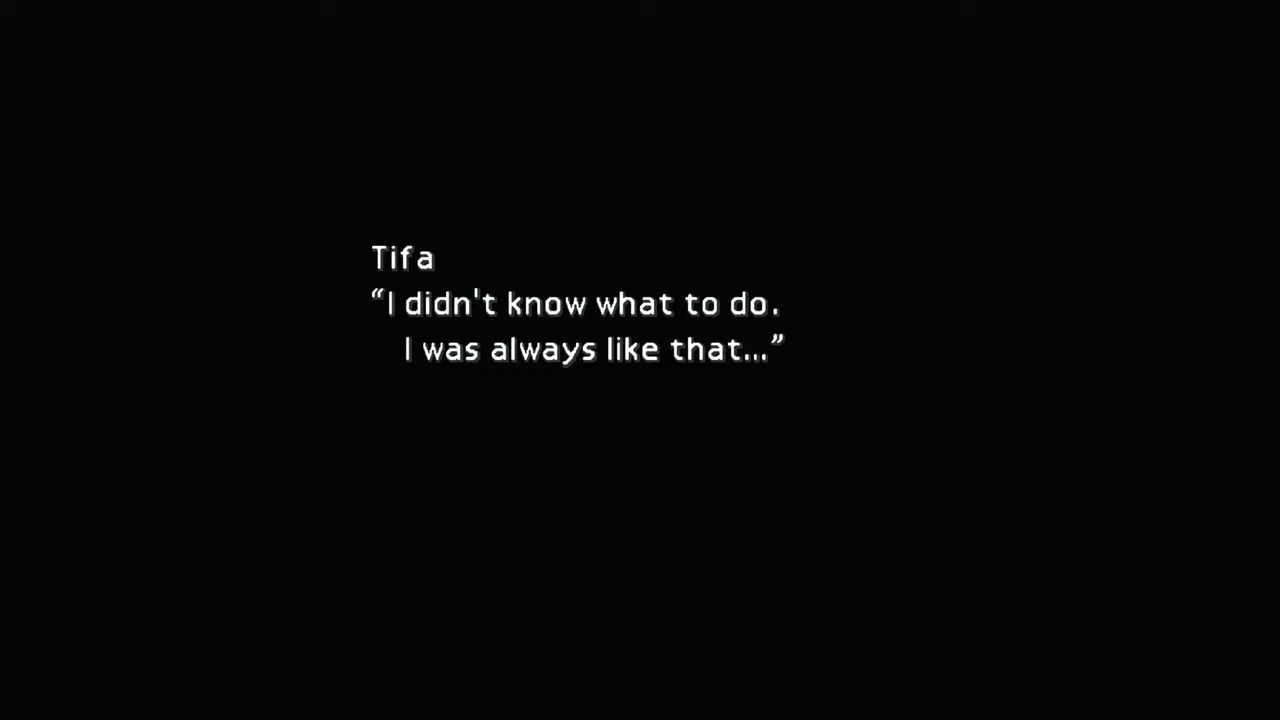 Tifa
“I didn't know what to do.
I was always like that...”